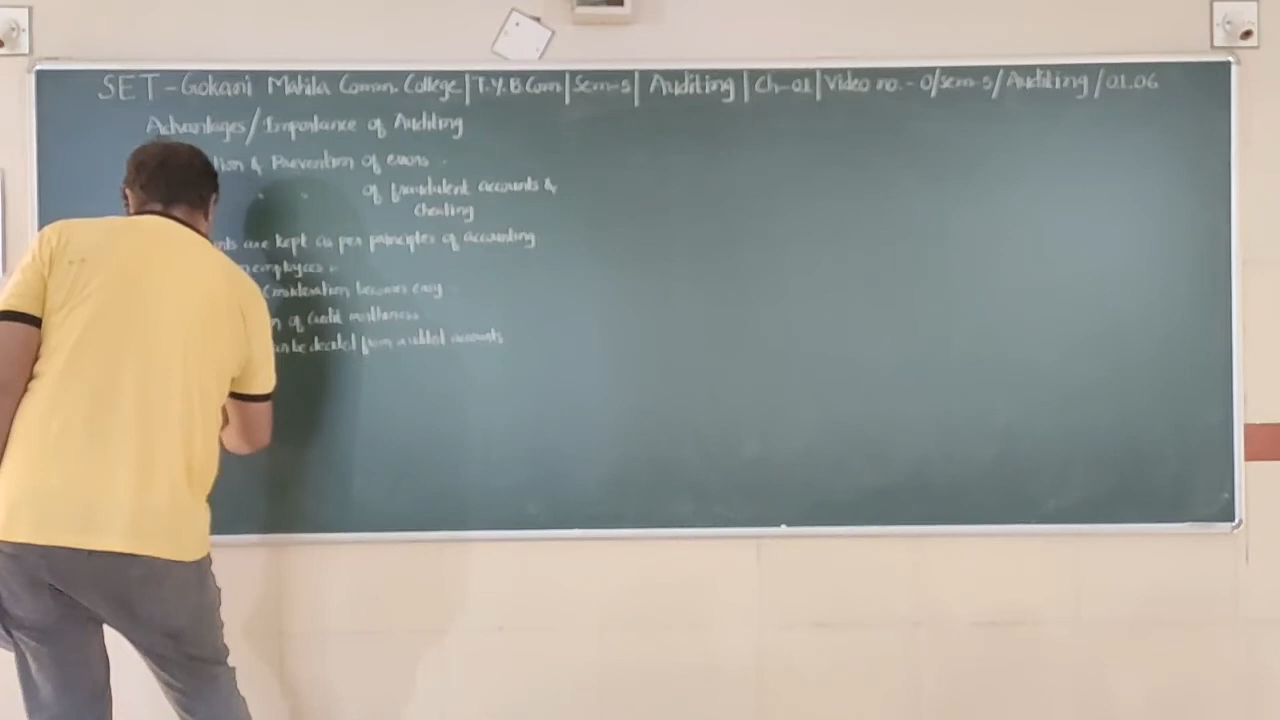 SET - Gokani Mahila Comm. College | T.Y.B Com | Sem-5 | Auditing | Ch-01 | Video no. - 0/sem-5/Auditing/01.06
Advantages/Importance of Auditing
tion & Prevention of errors.
" " of fraudulent accounts &
cheating
nts are kept as per principles of accounting
employees
Consideration becomes easy
n of Credit worthiness
can be decided from audited accounts